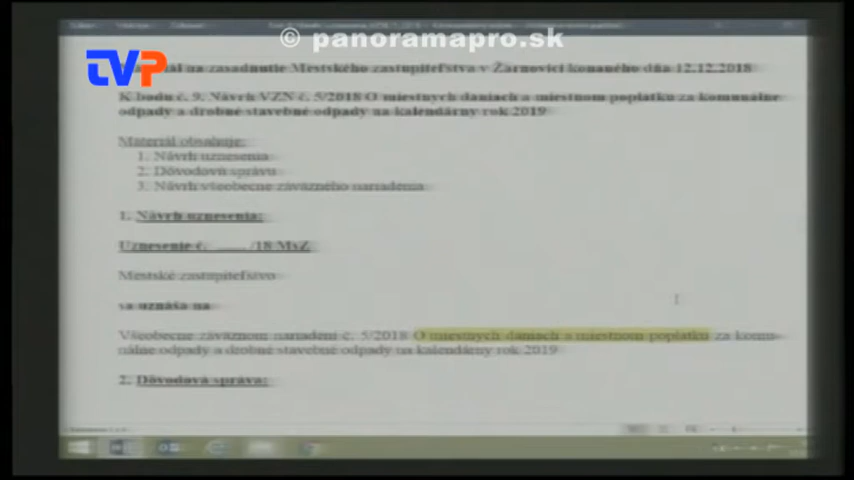 © panoramapro.sk
TVP
na zasadnutie Mestského zastupiteľstva v Žarnovici konaného dňa 12.12.2018
K bodu č. 9. Návrh VZN č. 5/2018 O miestnych daniach a miestnom poplatku za komunálne
odpady a drobné stavebné odpady na kalendárny rok 2019
Materiál obsahuje:
1. Návrh uznesenia
2. Dôvodovú správu
3. Návrh všeobecne záväzného nariadenia
1. Návrh uznesenia:
Uznesenie č. ....... /18 MsZ
Mestské zastupiteľstvo
sa uznáša na
Všeobecne záväznom nariadení č. 5/2018 O miestnych daniach a miestnom poplatku za komu-
nálne odpady a drobné stavebné odpady na kalendárny rok 2019
2. Dôvodová správa: